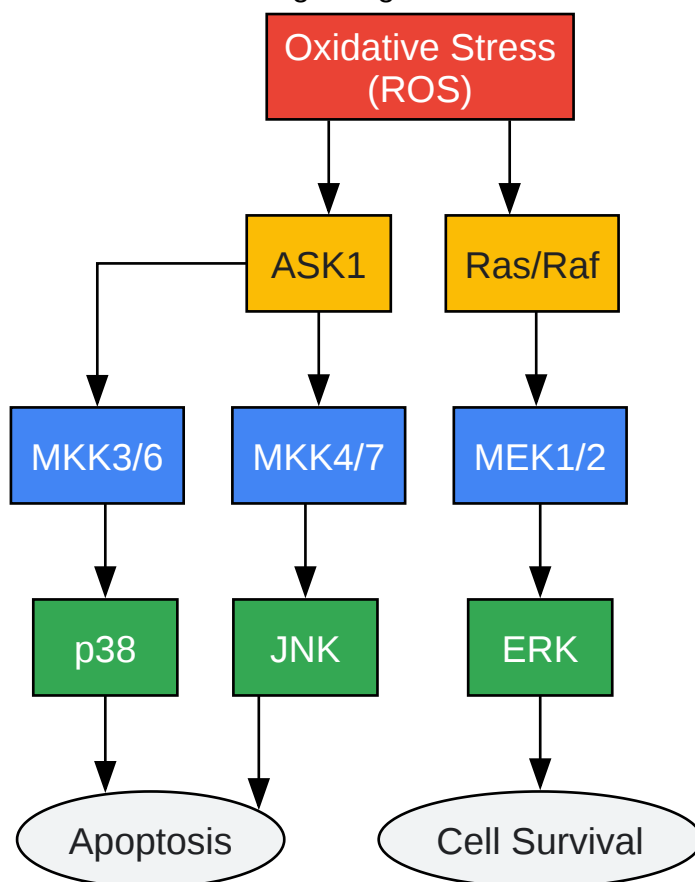 Oxidative Stress
(ROS)
ASK1
Ras/Raf
MKK3/6
MKK4/7
MEK1/2
p38
JNK
ERK
Apoptosis
Cell Survival